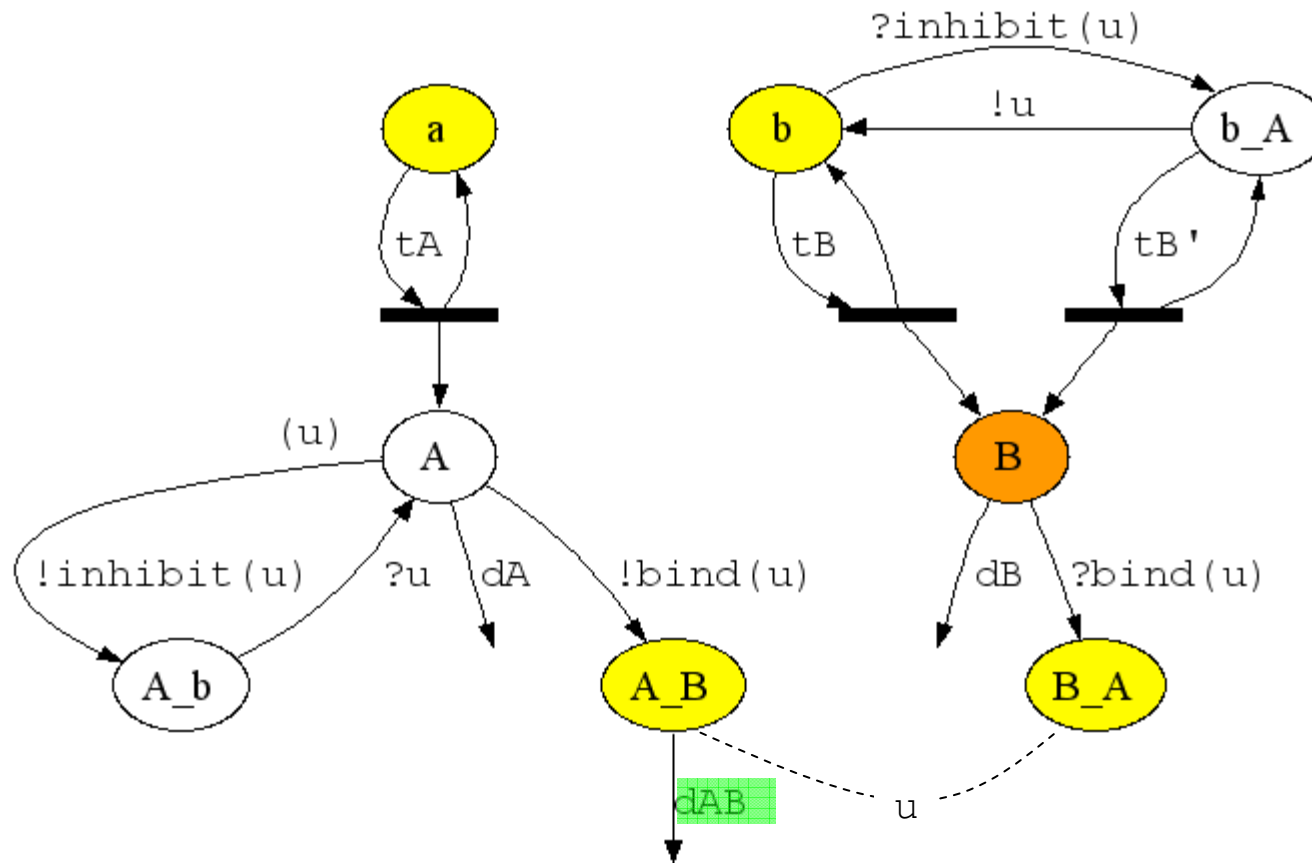 ?inhibit(u)
a
b
!u
b_A
tA
tB
tB'
(u)
A
B
!inhibit(u)
?u
dA
!bind(u)
dB
?bind(u)
A_b
A_B
B_A
dAB
u